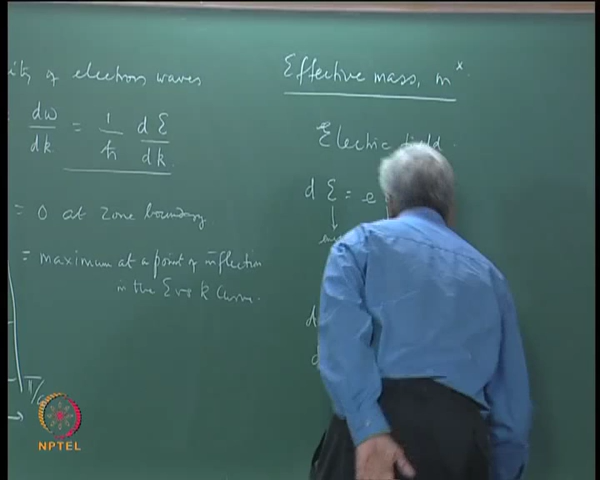 ity of electron waves
dω/dk = 1/ħ dℰ/dk
= 0 at zone boundary
= maximum at a point of inflection
in the ℰ vs k curve.
π/
Effective mass, m*
Electric field
dℰ = e
NPTEL